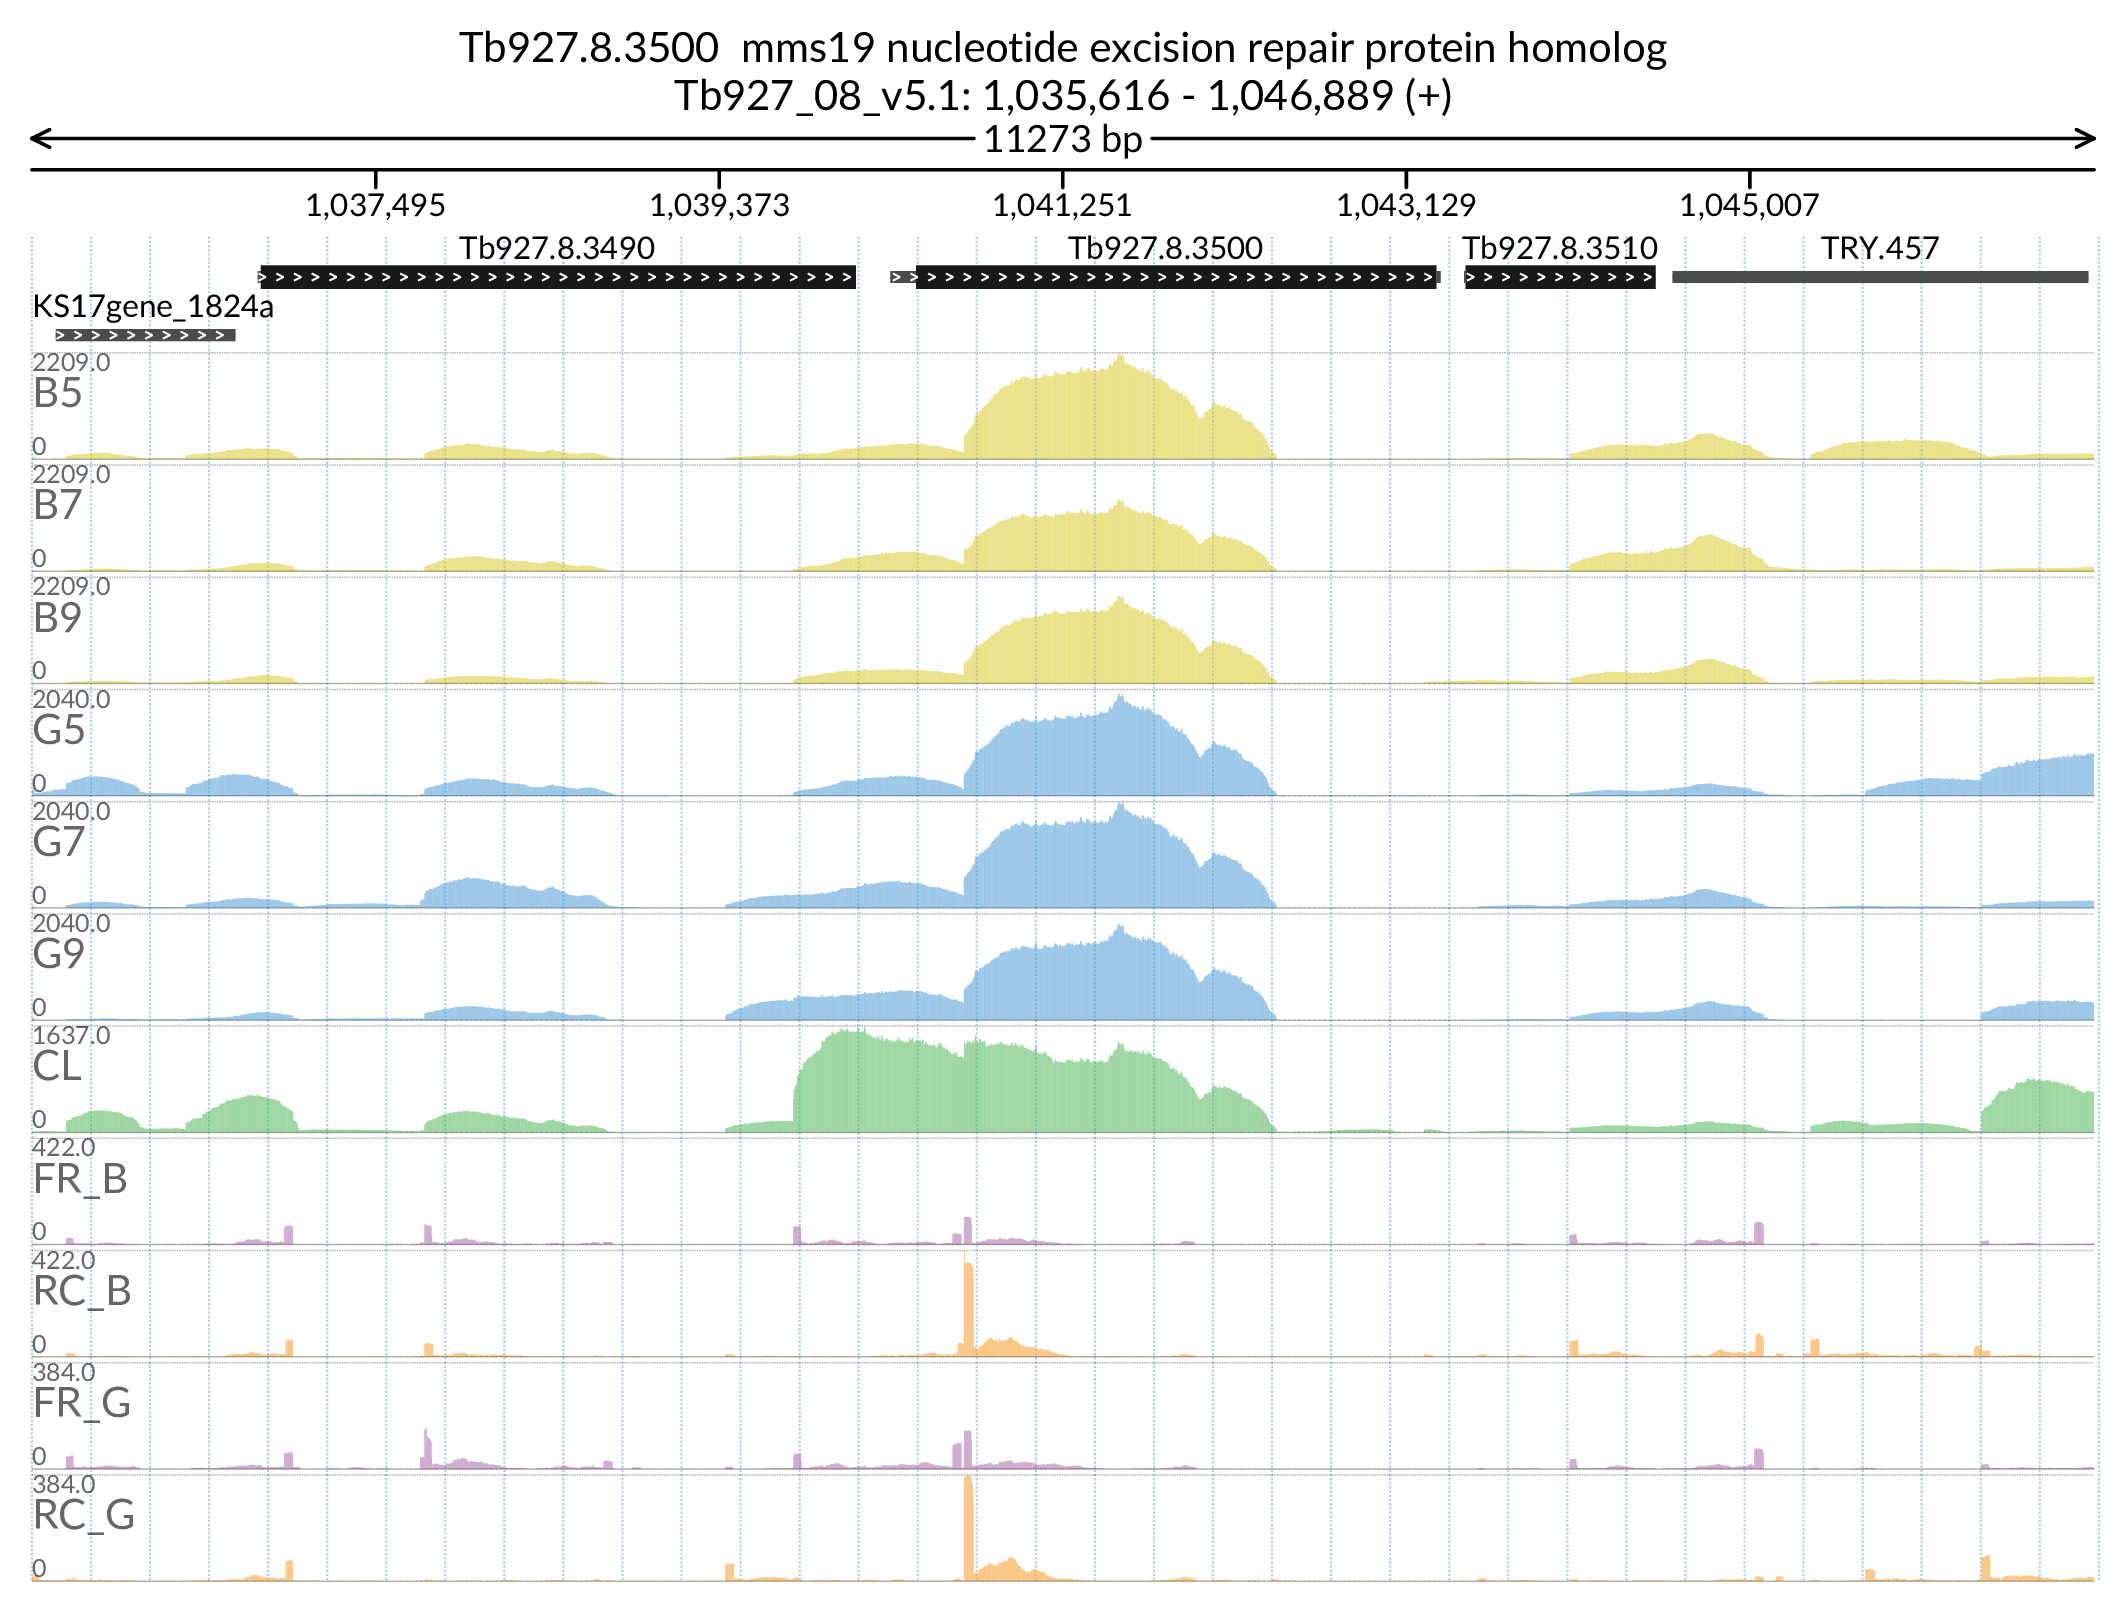 Tb927.8.3500 mms19 nucleotide excision repair protein homolog
Tb927_08_v5.1: 1,035,616 - 1,046,889 (+)
11273 bp
1,037,495 1,039,373 1,041,251 1,043,129 1,045,007
Tb927.8.3490 Tb927.8.3500 Tb927.8.3510 TRY.457
KS17gene_1824a
2209.0
B5
0
2209.0
B7
0
2209.0
B9
0
2040.0
G5
0
2040.0
G7
0
2040.0
G9
0
1637.0
CL
0
422.0
FR_B
0
422.0
RC_B
0
384.0
FR_G
0
384.0
RC_G
0